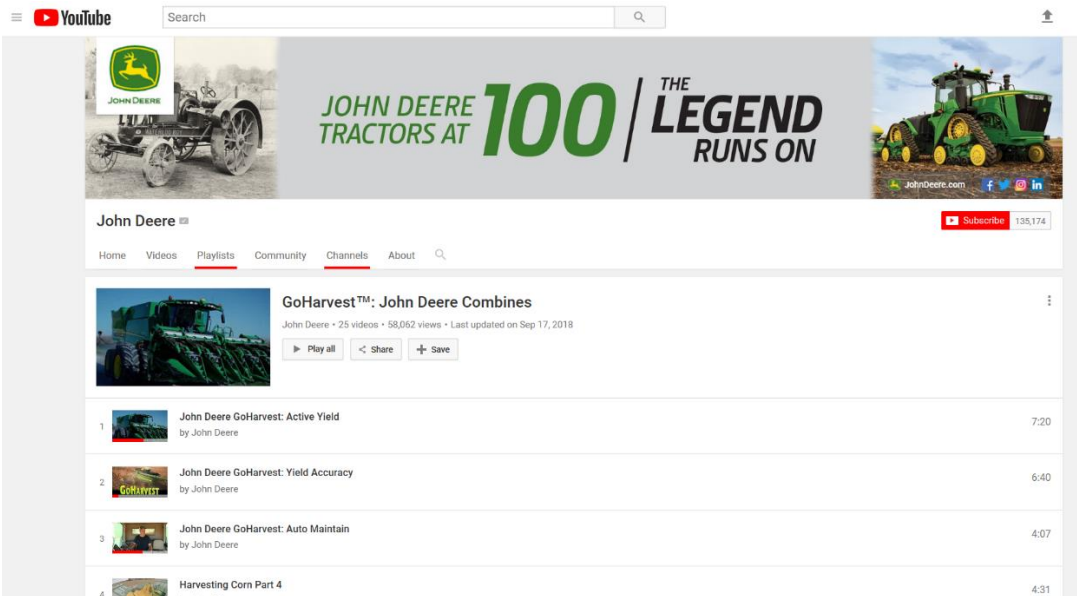 YouTube
Search
JOHN DEERE
JOHN DEERE
TRACTORS AT
100
THE
LEGEND
RUNS ON
JohnDeere.com
John Deere
Subscribe 135,174
Home Videos Playlists Community Channels About
GoHarvest™: John Deere Combines
John Deere • 25 videos • 58,062 views • Last updated on Sep 17, 2018
Play all Share Save
1 John Deere GoHarvest: Active Yield 7:20
by John Deere
2 John Deere GoHarvest: Yield Accuracy 6:40
GOHARVEST
by John Deere
3 John Deere GoHarvest: Auto Maintain 4:07
by John Deere
4 Harvesting Corn Part 4 4:31